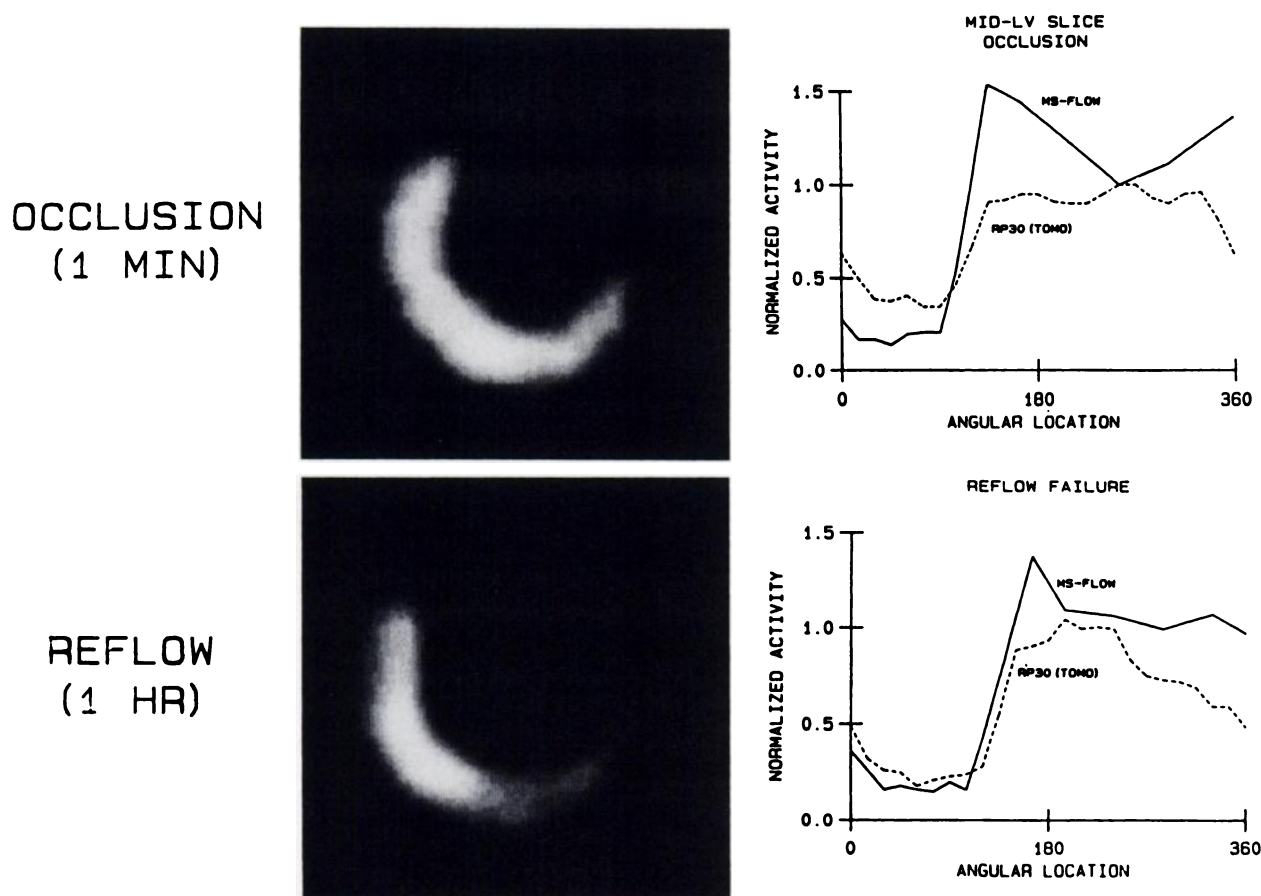 OCCLUSION
(1 MIN)
MID-LV SLICE
OCCLUSION
NORMALIZED ACTIVITY
1.5
1.0
0.5
0.0
MS-FLOW
RP30 (TOMO)
0
180
360
ANGULAR LOCATION
REFLOW
(1 HR)
REFLOW FAILURE
NORMALIZED ACTIVITY
1.5
1.0
0.5
0.0
MS-FLOW
RP30 (TOMO)
0
180
360
ANGULAR LOCATION